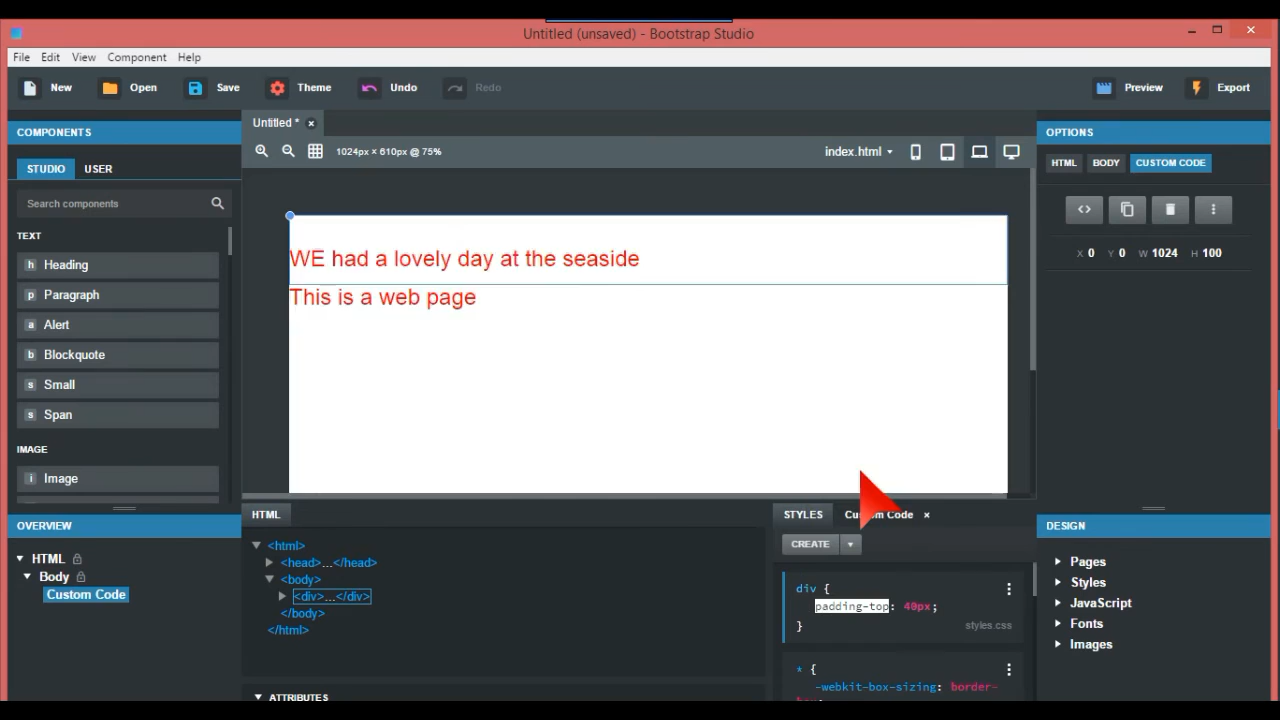 Untitled (unsaved) - Bootstrap Studio
File Edit View Component Help
New Open Save Theme Undo Redo Preview Export
COMPONENTS
STUDIO USER
Search components
TEXT
h Heading
p Paragraph
a Alert
b Blockquote
s Small
s Span
IMAGE
i Image
OVERVIEW
HTML
Body
Custom Code
Untitled *
1024px × 610px @ 75%
index.html
WE had a lovely day at the seaside
This is a web page
HTML
<html>
<head>...</head>
<body>
<div>...</div>
</body>
</html>
ATTRIBUTES
STYLES Custom Code
CREATE
div {
padding-top: 40px;
}
styles.css
* {
-webkit-box-sizing: border-
OPTIONS
HTML BODY CUSTOM CODE
X 0 Y 0 W 1024 H 100
DESIGN
Pages
Styles
JavaScript
Fonts
Images